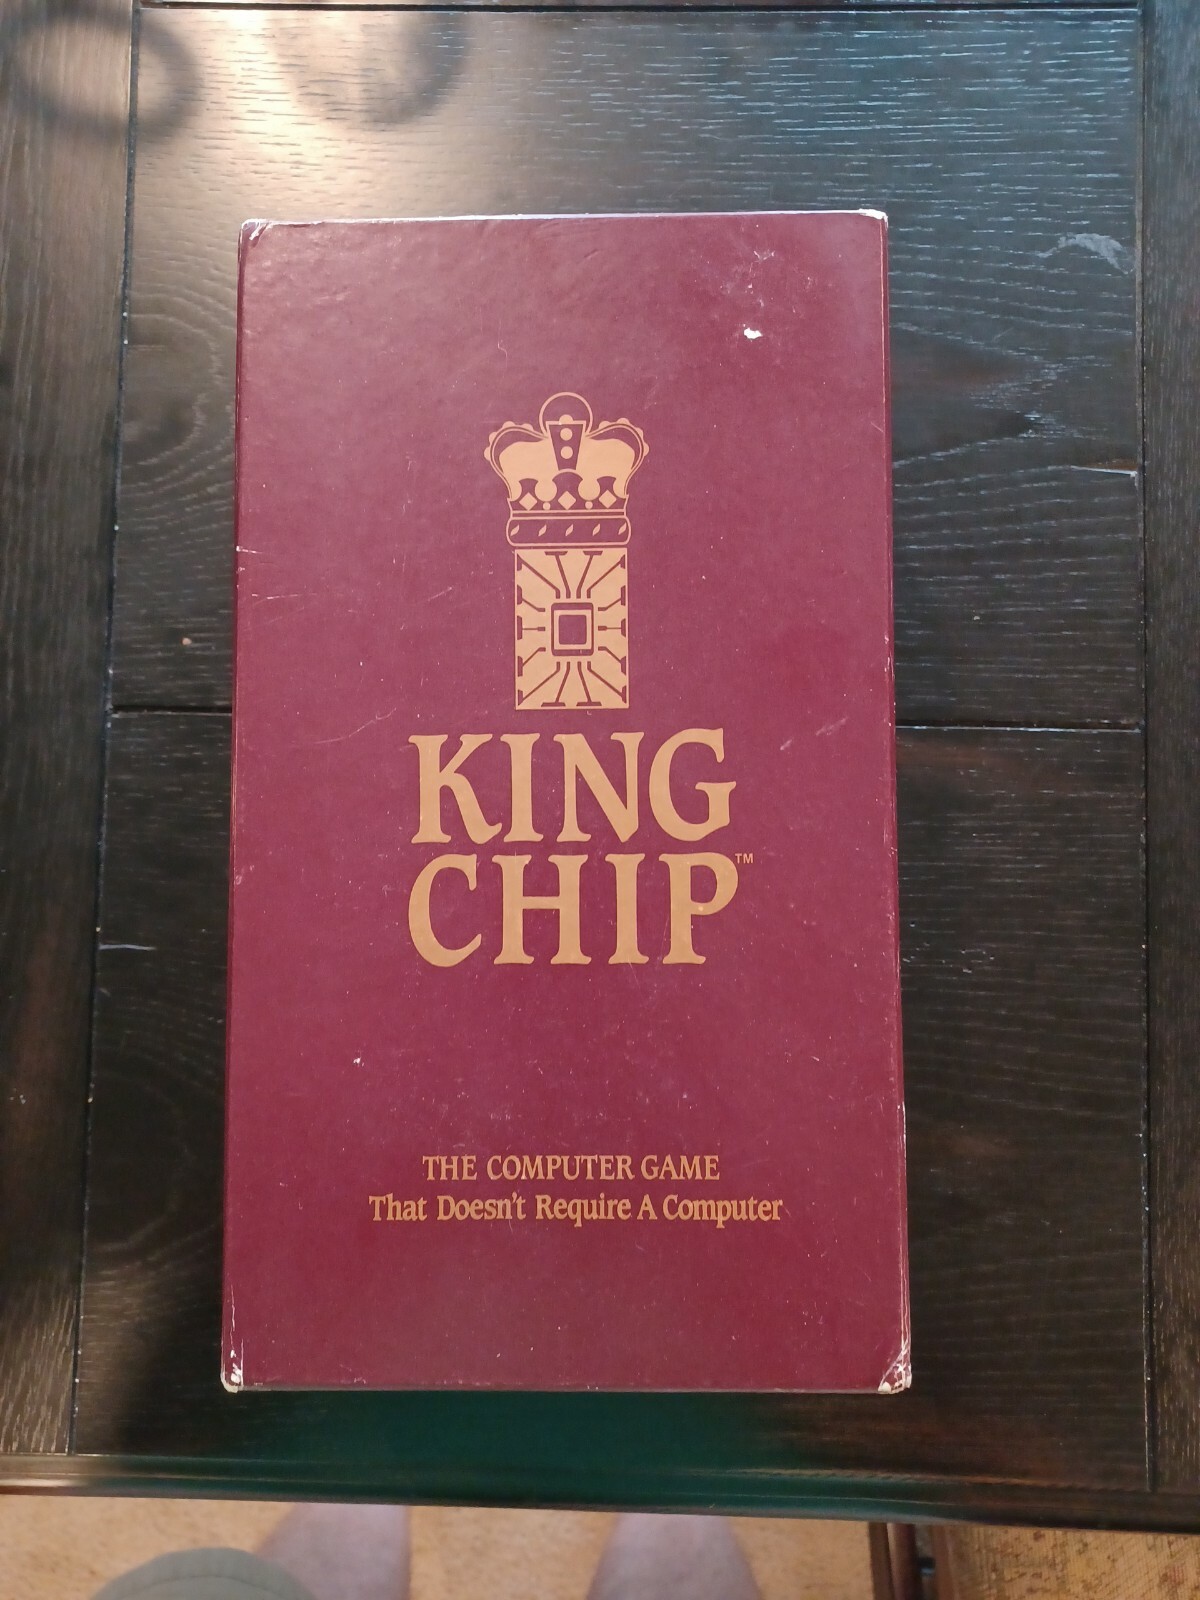 KING
CHIP™
THE COMPUTER GAME
That Doesn't Require A Computer